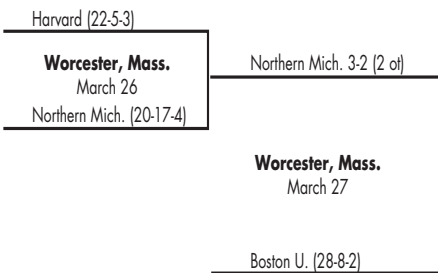 Harvard (22-5-3)
Worcester, Mass.
March 26
Northern Mich. (20-17-4)
Northern Mich. 3-2 (2 ot)
Worcester, Mass.
March 27
Boston U. (28-8-2)